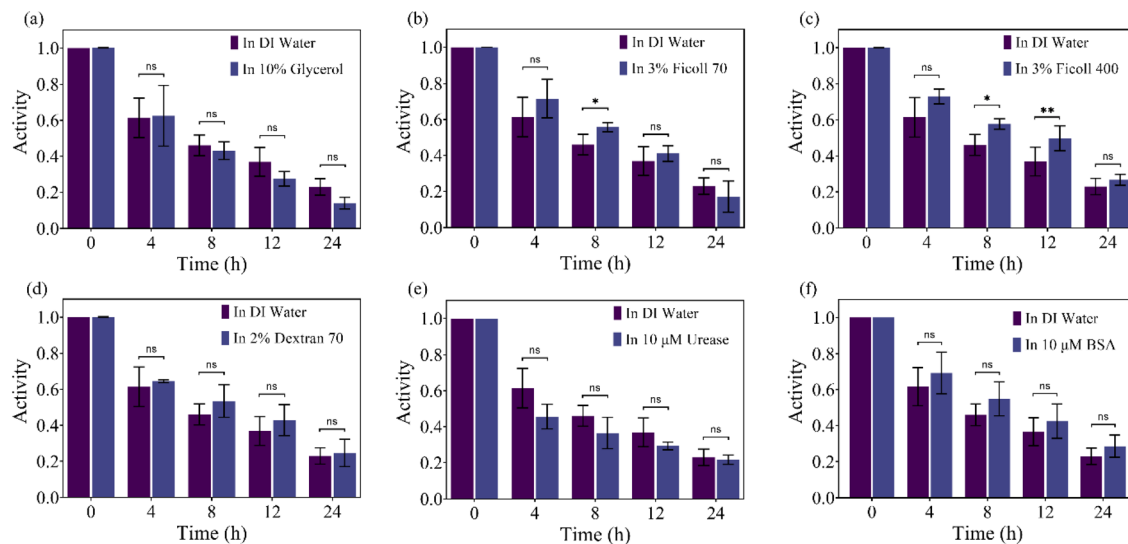 (a)
In DI Water
In 10% Glycerol
Activity
1.0
0.8
0.6
0.4
0.2
0.0
ns
ns
ns
ns
0 4 8 12 24
Time (h)
(b)
In DI Water
In 3% Ficoll 70
Activity
1.0
0.8
0.6
0.4
0.2
0.0
ns
*
ns
ns
0 4 8 12 24
Time (h)
(c)
In DI Water
In 3% Ficoll 400
Activity
1.0
0.8
0.6
0.4
0.2
0.0
ns
*
**
ns
0 4 8 12 24
Time (h)
(d)
In DI Water
In 2% Dextran 70
Activity
1.0
0.8
0.6
0.4
0.2
0.0
ns
ns
ns
ns
0 4 8 12 24
Time (h)
(e)
In DI Water
In 10 μM Urease
Activity
1.0
0.8
0.6
0.4
0.2
0.0
ns
ns
ns
ns
0 4 8 12 24
Time (h)
(f)
In DI Water
In 10 μM BSA
Activity
1.0
0.8
0.6
0.4
0.2
0.0
ns
ns
ns
ns
0 4 8 12 24
Time (h)